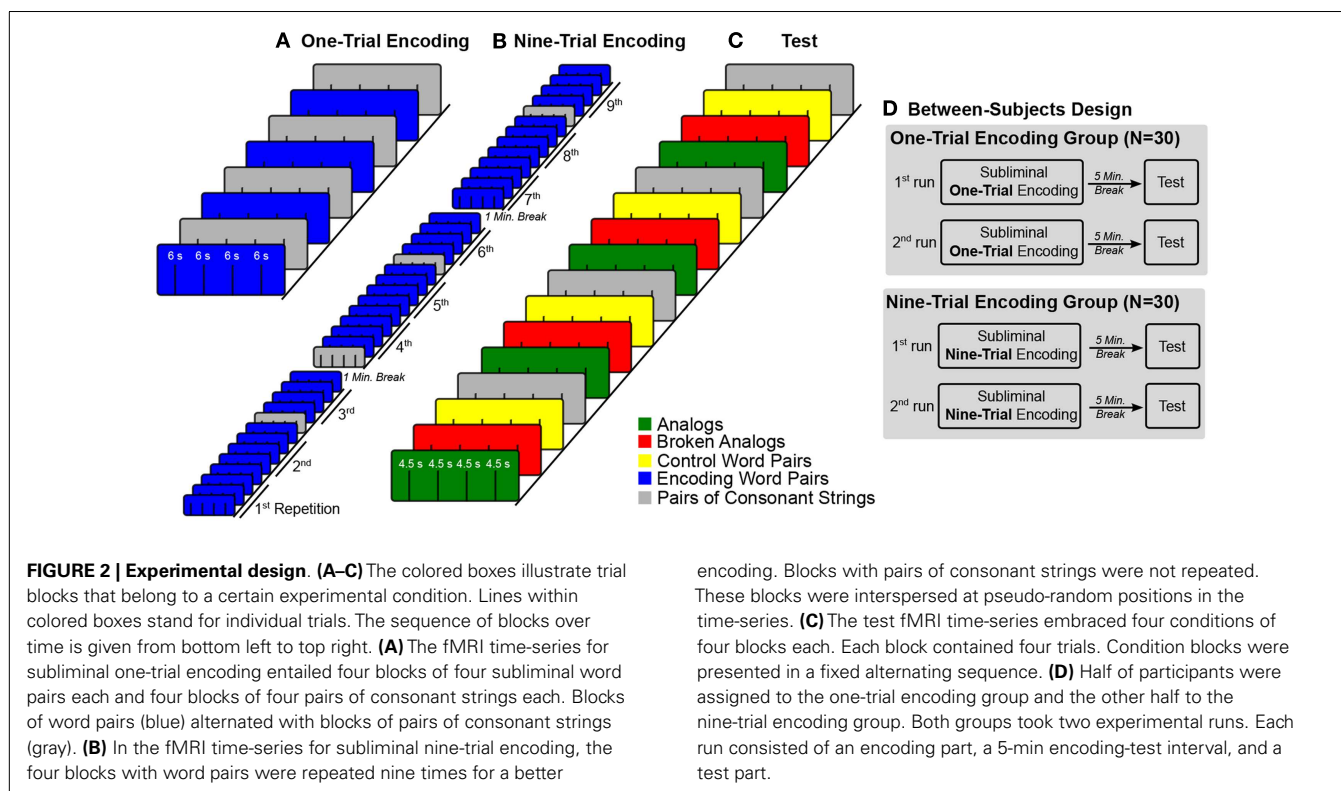 A One-Trial Encoding
B Nine-Trial Encoding
C Test
6 s 6 s 6 s 6 s
9th
8th
7th
1 Min. Break
6th
5th
4th
1 Min. Break
3rd
2nd
1st Repetition
4.5 s 4.5 s 4.5 s 4.5 s
Analogs
Broken Analogs
Control Word Pairs
Encoding Word Pairs
Pairs of Consonant Strings
D Between-Subjects Design
One-Trial Encoding Group (N=30)
1st run Subliminal One-Trial Encoding 5 Min. Break Test
2nd run Subliminal One-Trial Encoding 5 Min. Break Test
Nine-Trial Encoding Group (N=30)
1st run Subliminal Nine-Trial Encoding 5 Min. Break Test
2nd run Subliminal Nine-Trial Encoding 5 Min. Break Test
FIGURE 2 | Experimental design. (A–C) The colored boxes illustrate trial
blocks that belong to a certain experimental condition. Lines within
colored boxes stand for individual trials. The sequence of blocks over
time is given from bottom left to top right. (A) The fMRI time-series for
subliminal one-trial encoding entailed four blocks of four subliminal word
pairs each and four blocks of four pairs of consonant strings each. Blocks
of word pairs (blue) alternated with blocks of pairs of consonant strings
(gray). (B) In the fMRI time-series for subliminal nine-trial encoding, the
four blocks with word pairs were repeated nine times for a better
encoding. Blocks with pairs of consonant strings were not repeated.
These blocks were interspersed at pseudo-random positions in the
time-series. (C) The test fMRI time-series embraced four conditions of
four blocks each. Each block contained four trials. Condition blocks were
presented in a fixed alternating sequence. (D) Half of participants were
assigned to the one-trial encoding group and the other half to the
nine-trial encoding group. Both groups took two experimental runs. Each
run consisted of an encoding part, a 5-min encoding-test interval, and a
test part.